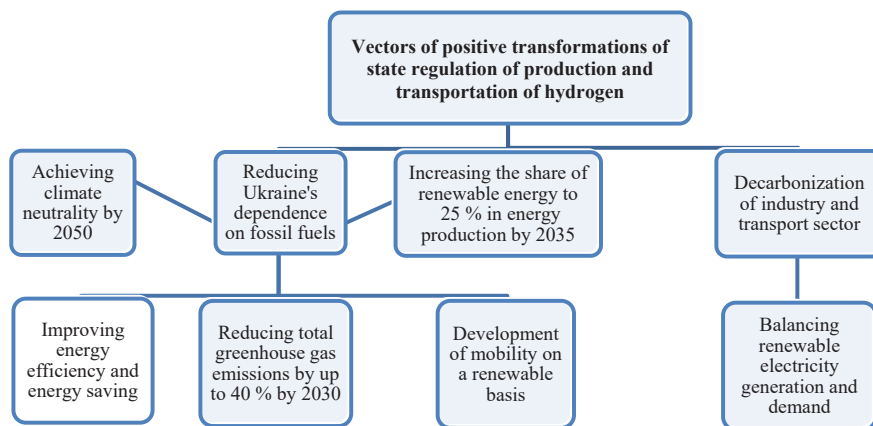 Vectors of positive transformations of
state regulation of production and
transportation of hydrogen
Achieving
climate
neutrality by
2050
Reducing
Ukraine's
dependence
on fossil fuels
Increasing the share of
renewable energy to
25 % in energy
production by 2035
Decarbonization
of industry and
transport sector
Improving
energy
efficiency and
energy saving
Reducing total
greenhouse gas
emissions by up
to 40 % by 2030
Development
of mobility on
a renewable
basis
Balancing
renewable
electricity
generation and
demand